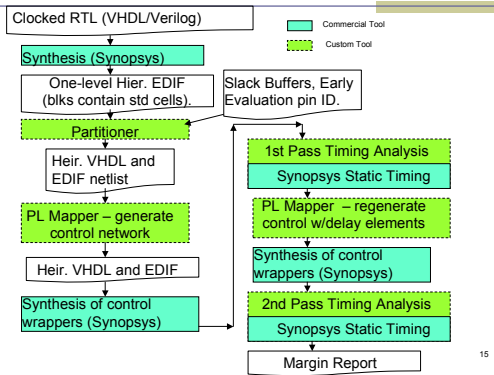 Clocked RTL (VHDL/Verilog)
Commercial Tool
Custom Tool
Synthesis (Synopsys)
One-level Hier. EDIF
(blks contain std cells).
Slack Buffers, Early
Evaluation pin ID.
Partitioner
Heir. VHDL and
EDIF netlist
PL Mapper – generate
control network
Heir. VHDL and EDIF
Synthesis of control
wrappers (Synopsys)
1st Pass Timing Analysis
Synopsys Static Timing
PL Mapper – regenerate
control w/delay elements
Synthesis of control
wrappers (Synopsys)
2nd Pass Timing Analysis
Synopsys Static Timing
Margin Report
15